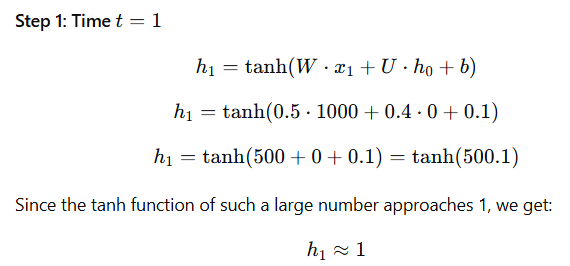 Step 1: Time t = 1
h₁ = tanh(W · x₁ + U · h₀ + b)
h₁ = tanh(0.5 · 1000 + 0.4 · 0 + 0.1)
h₁ = tanh(500 + 0 + 0.1) = tanh(500.1)
Since the tanh function of such a large number approaches 1, we get:
h₁ ≈ 1